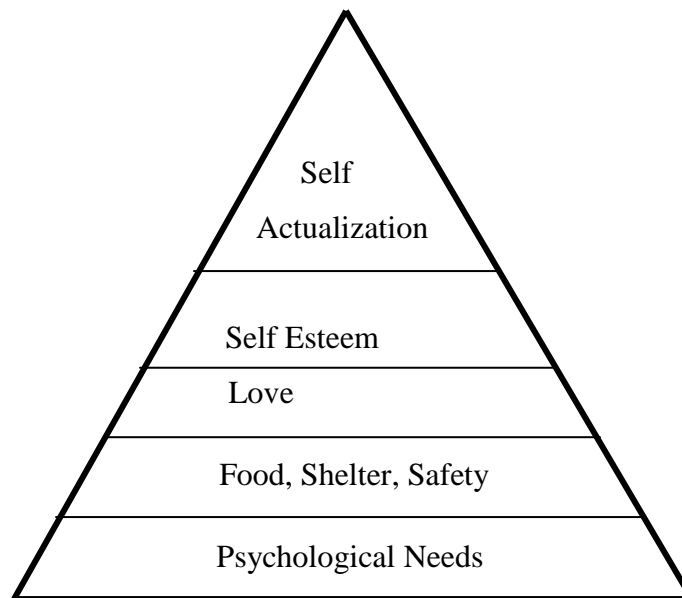 Self
Actualization
Self Esteem
Love
Food, Shelter, Safety
Psychological Needs